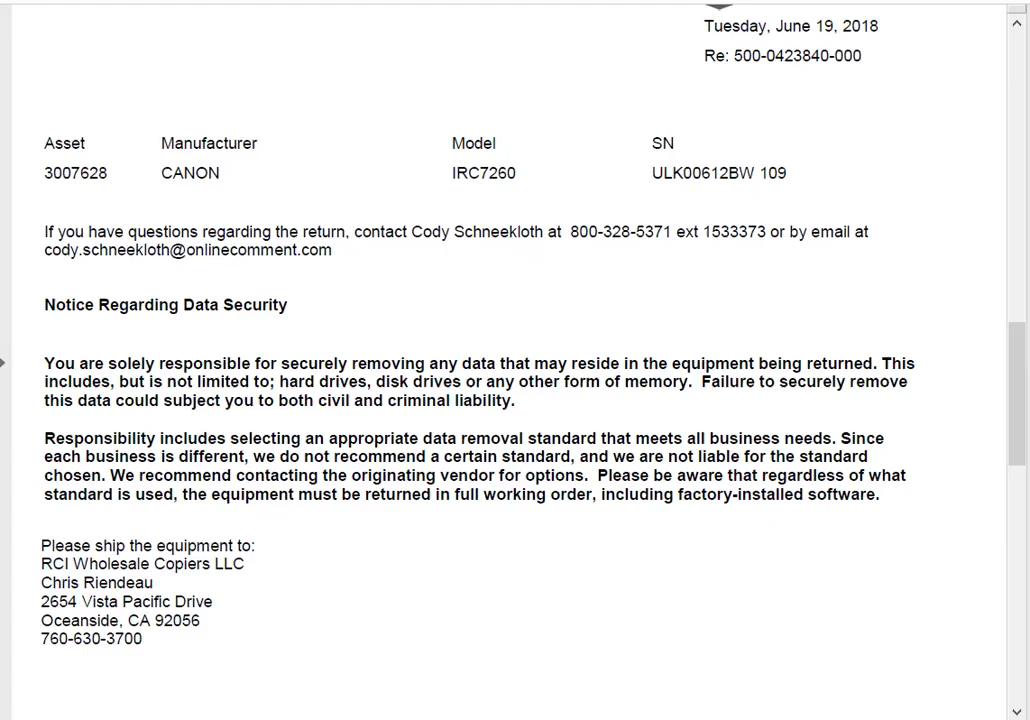 Tuesday, June 19, 2018
Re: 500-0423840-000
Asset Manufacturer Model SN
3007628 CANON IRC7260 ULK00612BW 109
If you have questions regarding the return, contact Cody Schneekloth at  800-328-5371 ext 1533373 or by email at
cody.schneekloth@onlinecomment.com
Notice Regarding Data Security
You are solely responsible for securely removing any data that may reside in the equipment being returned. This
includes, but is not limited to; hard drives, disk drives or any other form of memory.  Failure to securely remove
this data could subject you to both civil and criminal liability.
Responsibility includes selecting an appropriate data removal standard that meets all business needs. Since
each business is different, we do not recommend a certain standard, and we are not liable for the standard
chosen. We recommend contacting the originating vendor for options.  Please be aware that regardless of what
standard is used, the equipment must be returned in full working order, including factory-installed software.
Please ship the equipment to:
RCI Wholesale Copiers LLC
Chris Riendeau
2654 Vista Pacific Drive
Oceanside, CA 92056
760-630-3700